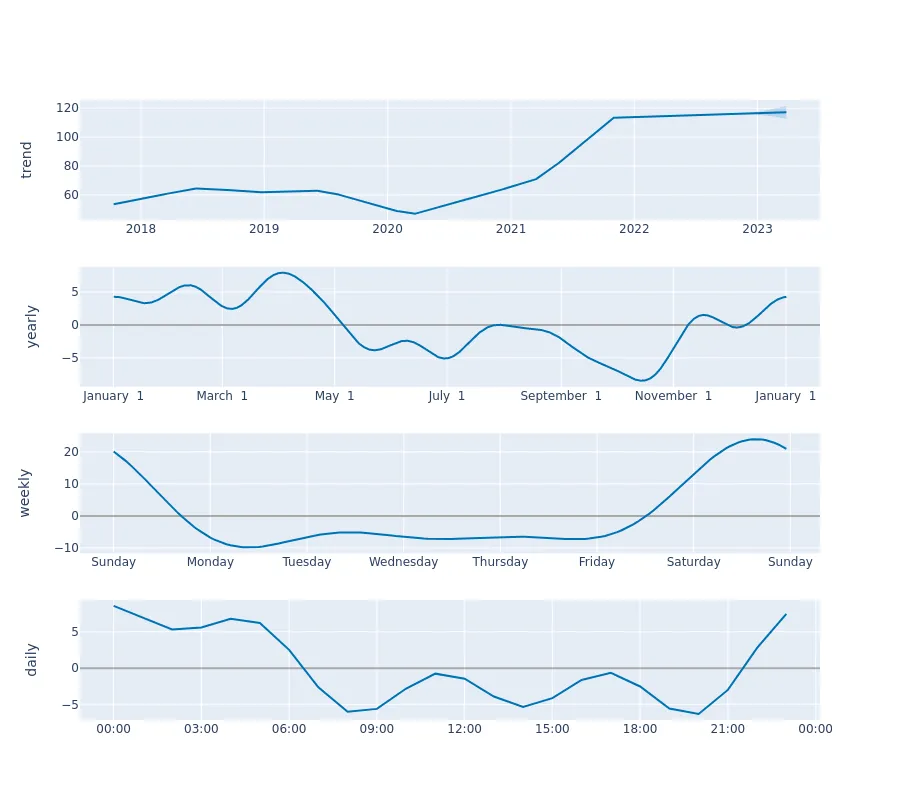 trend
120
100
80
60
2018 2019 2020 2021 2022 2023
yearly
5
0
−5
January 1 March 1 May 1 July 1 September 1 November 1 January 1
weekly
20
10
0
−10
Sunday Monday Tuesday Wednesday Thursday Friday Saturday Sunday
daily
5
0
−5
00:00 03:00 06:00 09:00 12:00 15:00 18:00 21:00 00:00